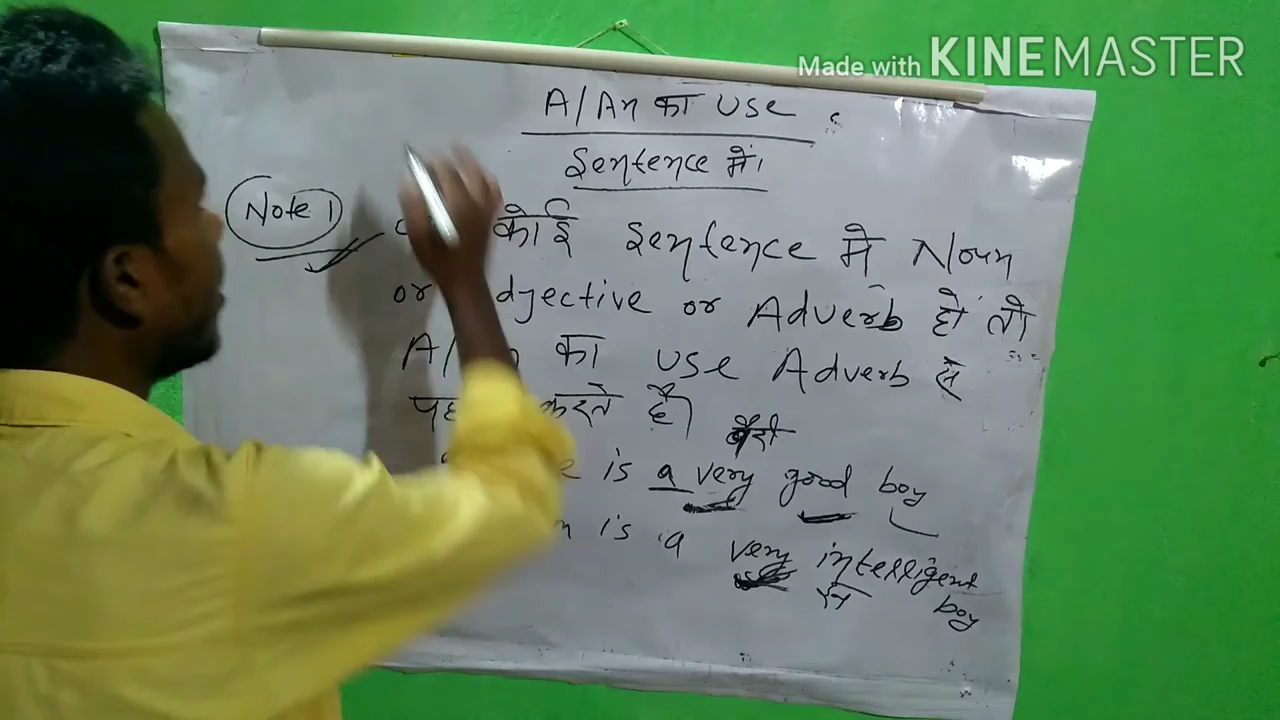 Made with KINEMASTER
A/An का use
Sentence में।
Note 1
कोई Sentence मे Noun
or djective or Adverb हो तो
A/ का use Adverb से
करते हैं।
is a very good boy
is a very intelligent
boy